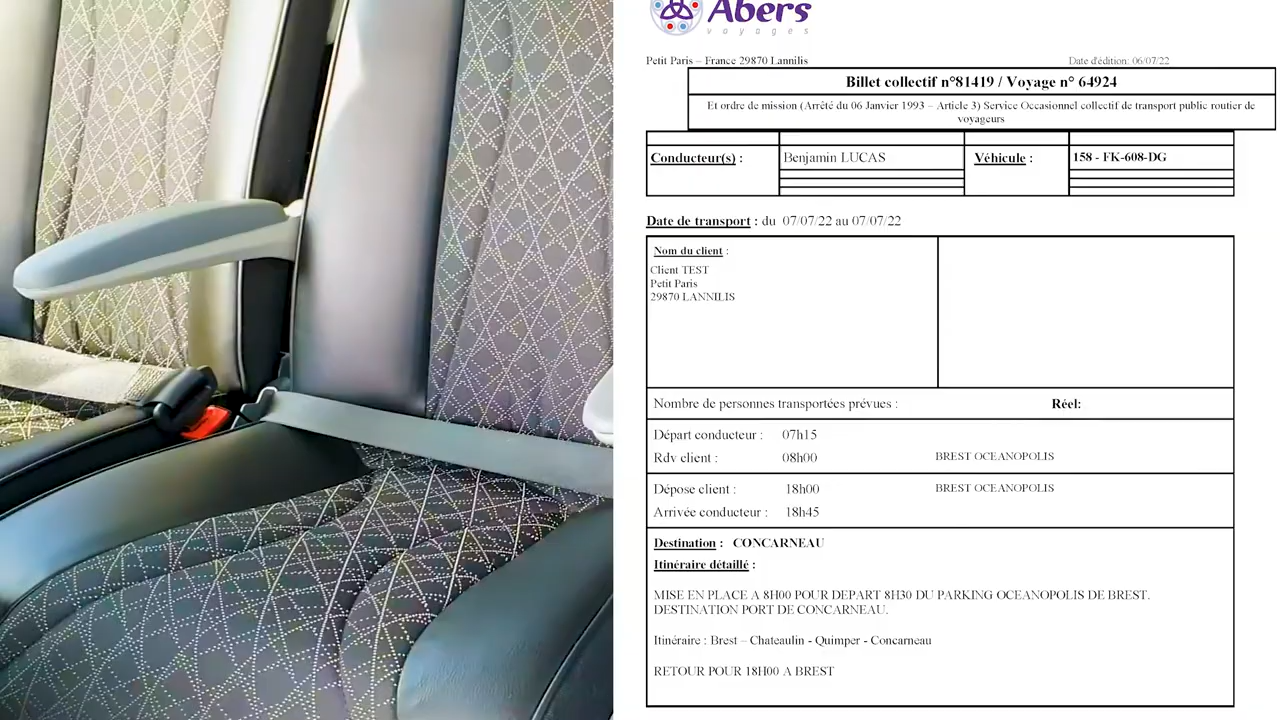 Abers
voyages
Petit Paris – France 29870 Lannilis
Date d'édition: 06/07/22
Billet collectif n°81419 / Voyage n° 64924
Et ordre de mission (Arrêté du 06 Janvier 1993 – Article 3) Service Occasionnel collectif de transport public routier de
voyageurs
Conducteur(s) : Benjamin LUCAS Véhicule : 158 - FK-608-DG
Date de transport : du 07/07/22 au 07/07/22
Nom du client :
Client TEST
Petit Paris
29870 LANNILIS
Nombre de personnes transportées prévues : Réel:
Départ conducteur : 07h15
Rdv client : 08h00 BREST OCEANOPOLIS
Dépose client : 18h00 BREST OCEANOPOLIS
Arrivée conducteur : 18h45
Destination : CONCARNEAU
Itinéraire détaillé :
MISE EN PLACE A 8H00 POUR DEPART 8H30 DU PARKING OCEANOPOLIS DE BREST.
DESTINATION PORT DE CONCARNEAU.
Itinéraire : Brest – Chateaulin - Quimper - Concarneau
RETOUR POUR 18H00 A BREST